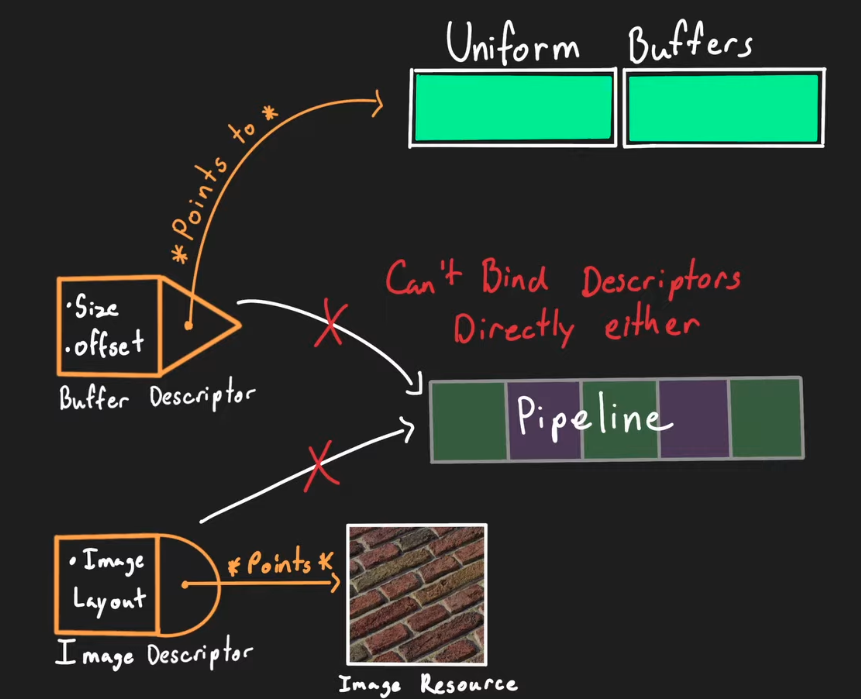 Uniform Buffers
*Points to*
Can't Bind Descriptors
Directly either
•Size
•offset
Buffer Descriptor
Pipeline
•Image
Layout
*Points*
Image Descriptor
Image Resource